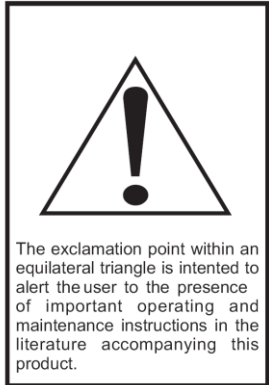 The exclamation point within an
equilateral triangle is intented to
alert the user to the presence
of important operating and
maintenance instructions in the
literature accompanying this
product.